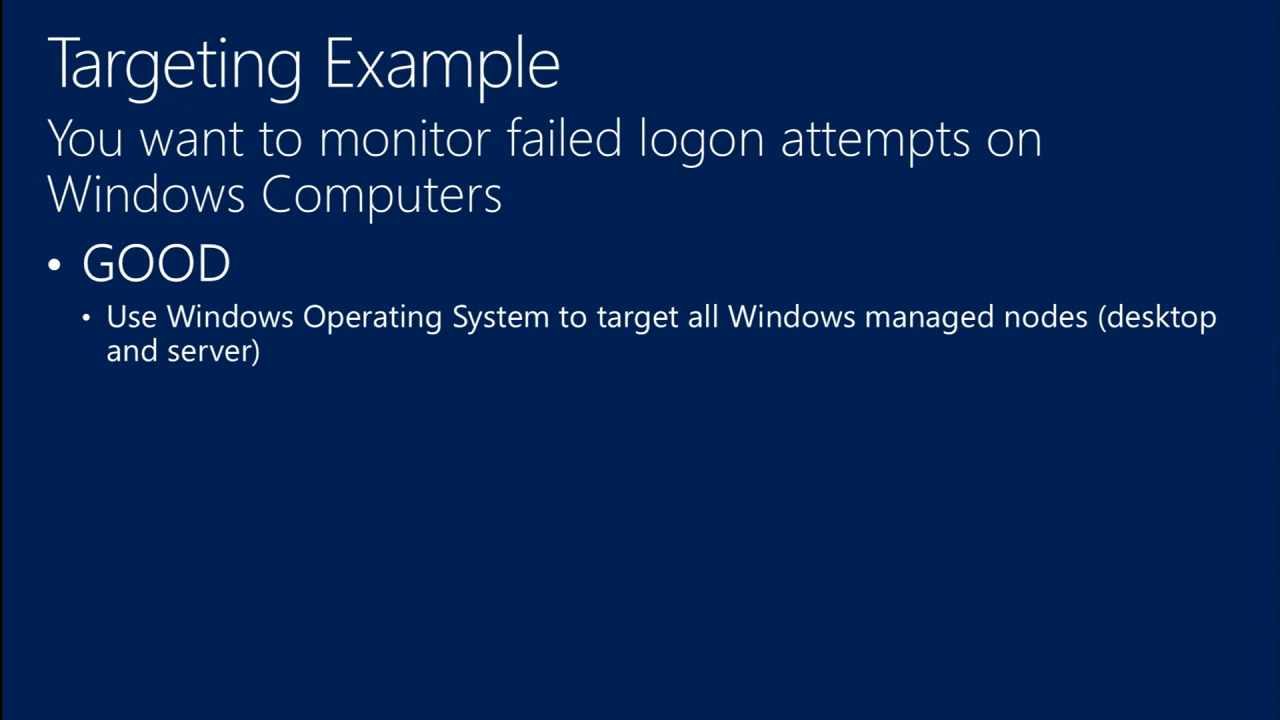 Targeting Example
You want to monitor failed logon attempts on
Windows Computers
• GOOD
• Use Windows Operating System to target all Windows managed nodes (desktop
and server)